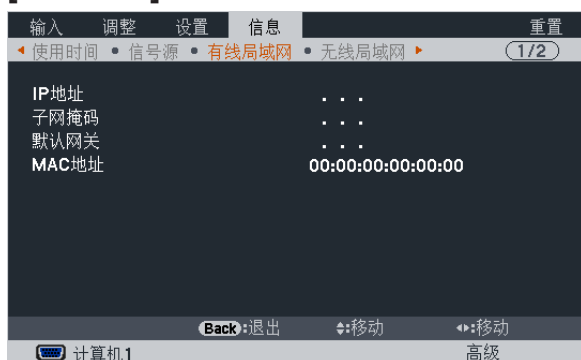 输入 调整 设置 信息 重置
使用时间 • 信号源 • 有线局域网 • 无线局域网 1/2
IP地址 . . .
子网掩码 . . .
默认网关 . . .
MAC地址 00:00:00:00:00:00
Back:退出 :移动 :移动
计算机1 高级